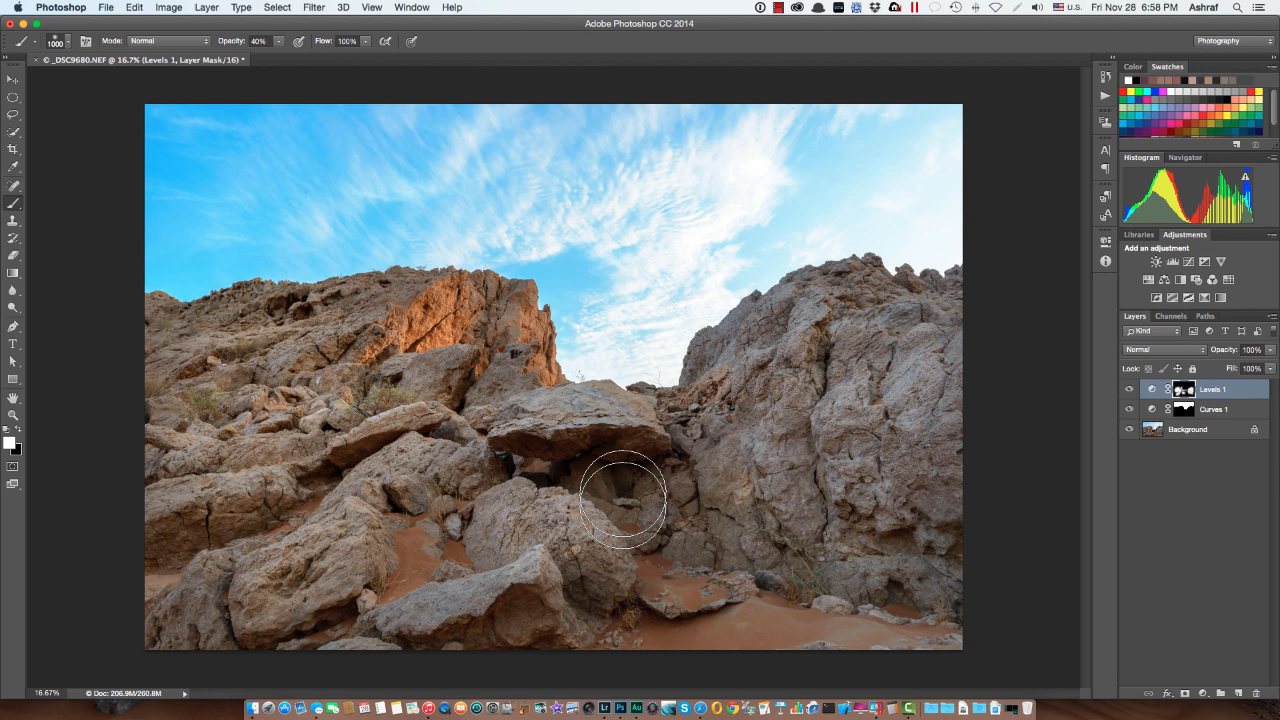 Photoshop File Edit Image Layer Type Select Filter 3D View Window Help U.S. Fri Nov 28 6:58 PM Ashraf
Adobe Photoshop CC 2014
1000 Mode: Normal Opacity: 40% Flow: 100% Photography
× © _DSC9680.NEF @ 16.7% (Levels 1, Layer Mask/16) *
Color Swatches
Histogram Navigator
Libraries Adjustments
Add an adjustment
Layers Channels Paths
Kind
Normal Opacity: 100%
Lock: Fill: 100%
Levels 1
Curves 1
Background
16.67% © Doc: 206.9M/260.8M